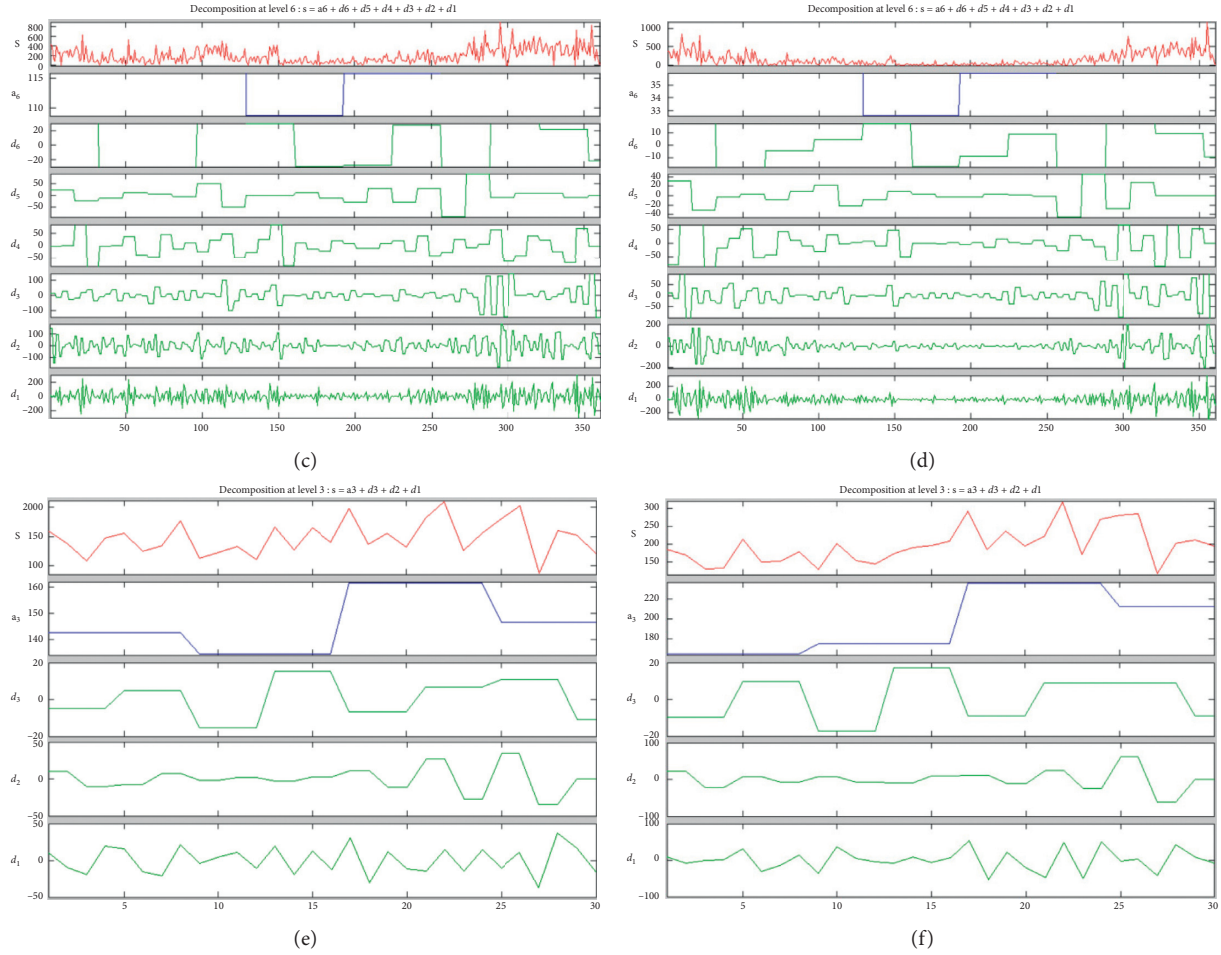 Decomposition at level 6 : s = a6 + d6 + d5 + d4 + d3 + d2 + d1
S
800
600
400
200
0
a6
115
110
d6
20
0
−20
d5
50
0
−50
d4
50
0
−50
d3
100
0
−100
d2
100
0
−100
d1
200
0
−200
50 100 150 200 250 300 350
(c)
Decomposition at level 6 : s = a6 + d6 + d5 + d4 + d3 + d2 + d1
S
1000
500
0
a6
35
34
33
d6
10
0
−10
d5
40
20
0
−20
−40
d4
50
0
−50
d3
50
0
−50
d2
200
0
−200
d1
200
0
−200
50 100 150 200 250 300 350
(d)
Decomposition at level 3 : s = a3 + d3 + d2 + d1
S
2000
150
100
a3
160
150
140
d3
20
0
−20
d2
50
0
−50
d1
50
0
−50
5 10 15 20 25 30
(e)
Decomposition at level 3 : s = a3 + d3 + d2 + d1
S
300
250
200
150
a3
220
200
180
d3
20
0
−20
d2
100
0
−100
d1
100
0
−100
5 10 15 20 25 30
(f)